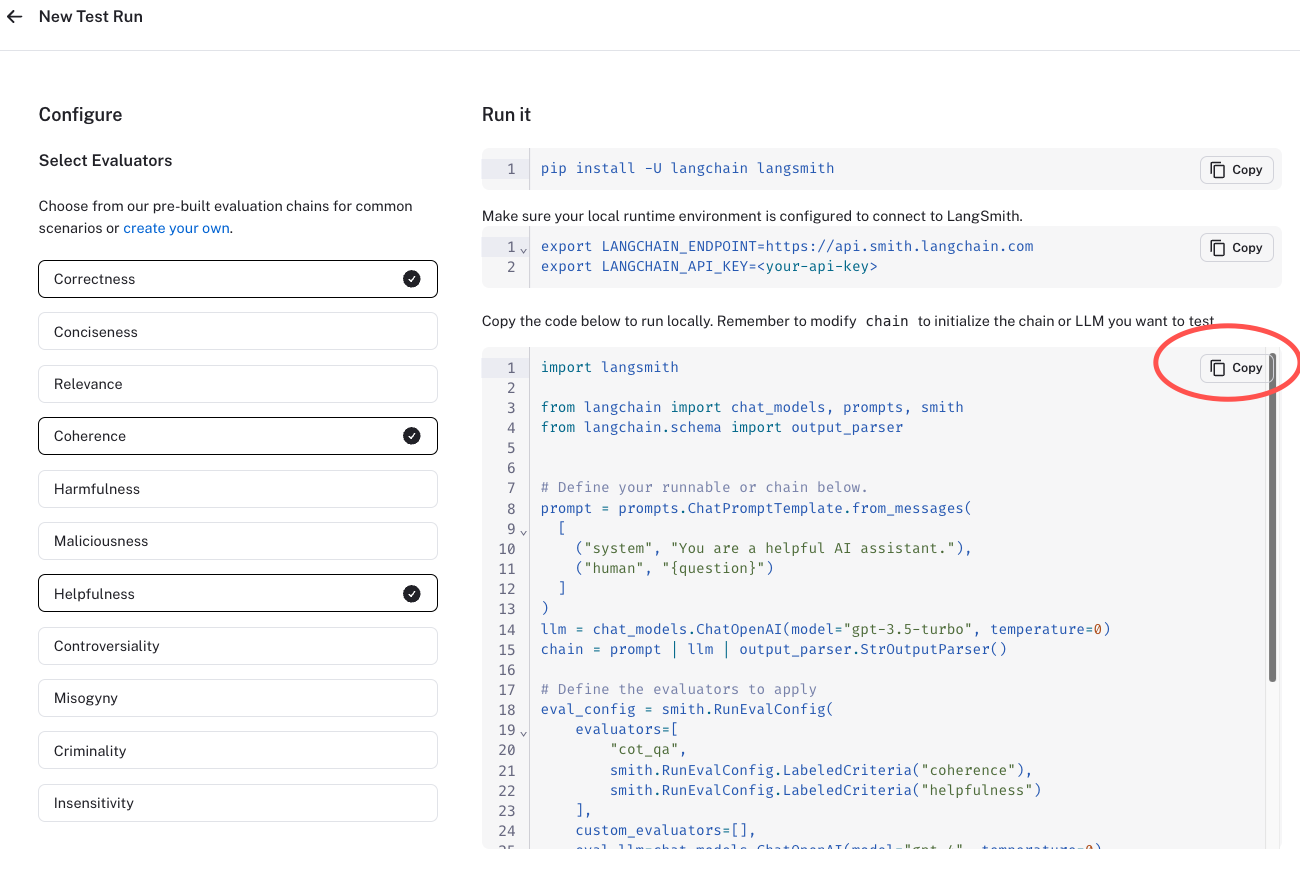 New Test Run
Configure
Select Evaluators
Choose from our pre-built evaluation chains for common
scenarios or create your own.
Correctness
Conciseness
Relevance
Coherence
Harmfulness
Maliciousness
Helpfulness
Controversiality
Misogyny
Criminality
Insensitivity
Run it
1 pip install -U langchain langsmith
Copy
Make sure your local runtime environment is configured to connect to LangSmith.
1 export LANGCHAIN_ENDPOINT=https://api.smith.langchain.com
Copy
2 export LANGCHAIN_API_KEY=<your-api-key>
Copy the code below to run locally. Remember to modify chain to initialize the chain or LLM you want to test
1 import langsmith
Copy
2
3 from langchain import chat_models, prompts, smith
4 from langchain.schema import output_parser
5
6
7 # Define your runnable or chain below.
8 prompt = prompts.ChatPromptTemplate.from_messages(
9 [
10 ("system", "You are a helpful AI assistant."),
11 ("human", "{question}")
12 ]
13 )
14 llm = chat_models.ChatOpenAI(model="gpt-3.5-turbo", temperature=0)
15 chain = prompt | llm | output_parser.StrOutputParser()
16
17 # Define the evaluators to apply
18 eval_config = smith.RunEvalConfig(
19 evaluators=[
20 "cot_qa",
21 smith.RunEvalConfig.LabeledCriteria("coherence"),
22 smith.RunEvalConfig.LabeledCriteria("helpfulness")
23 ],
24 custom_evaluators=[],
25 eval_llm=chat_models.ChatOpenAI(model="gpt-4", temperature=0)